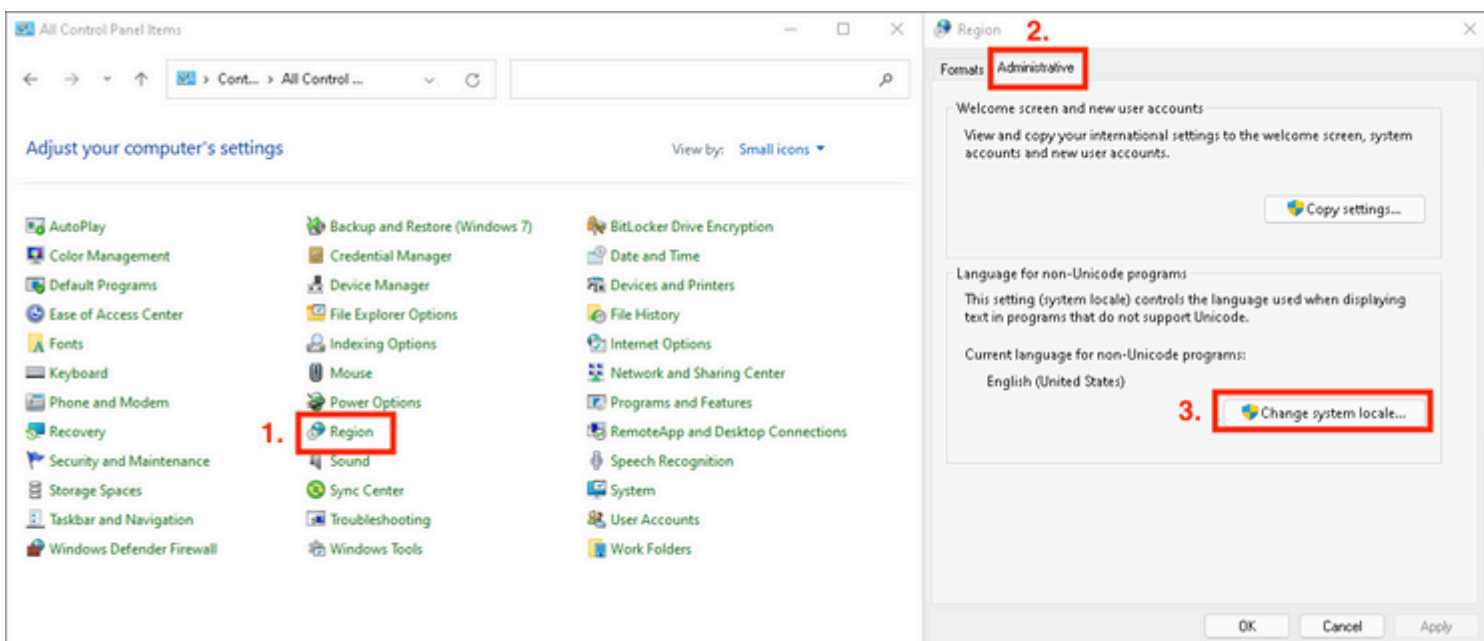 All Control Panel Items
Cont... > All Control ...
Adjust your computer's settings
View by: Small icons
AutoPlay
Backup and Restore (Windows 7)
BitLocker Drive Encryption
Color Management
Credential Manager
Date and Time
Default Programs
Device Manager
Devices and Printers
Ease of Access Center
File Explorer Options
File History
Fonts
Indexing Options
Internet Options
Keyboard
Mouse
Network and Sharing Center
Phone and Modem
Power Options
Programs and Features
Recovery
1.
Region
RemoteApp and Desktop Connections
Security and Maintenance
Sound
Speech Recognition
Storage Spaces
Sync Center
System
Taskbar and Navigation
Troubleshooting
User Accounts
Windows Defender Firewall
Windows Tools
Work Folders
Region
2.
Formats
Administrative
Welcome screen and new user accounts
View and copy your international settings to the welcome screen, system
accounts and new user accounts.
Copy settings...
Language for non-Unicode programs
This setting (system locale) controls the language used when displaying
text in programs that do not support Unicode.
Current language for non-Unicode programs:
English (United States)
3.
Change system locale...
OK
Cancel
Apply